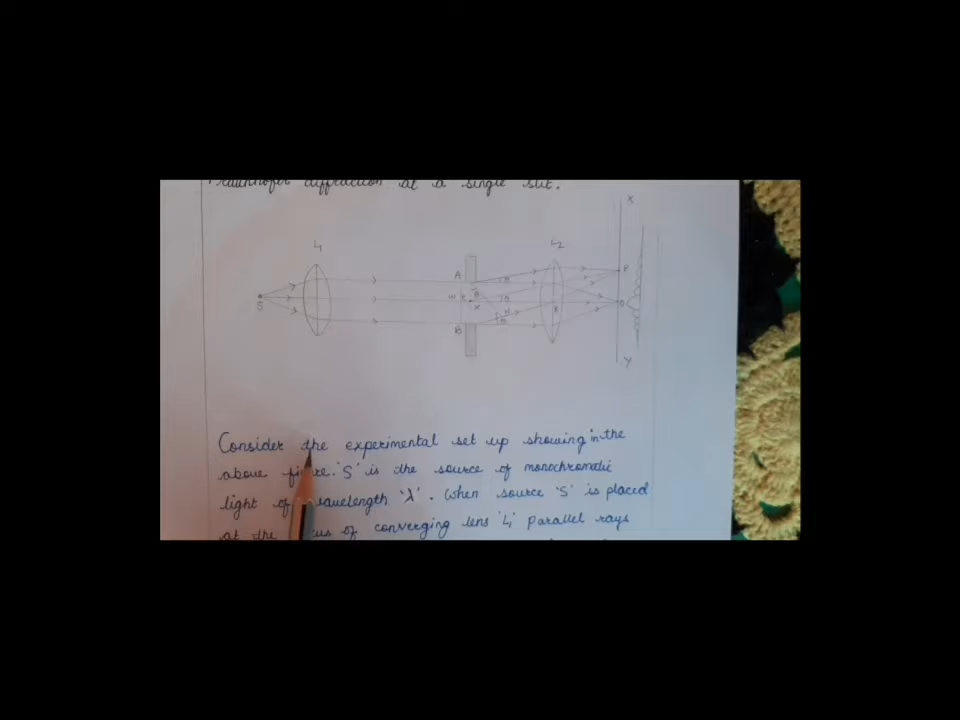 Fraunhofer diffraction at a single slit.
L1
L2
X
A
P
θ
S
θ
O
B
θ
Y
Consider the experimental set up showing in the
above figure. 'S' is the source of monochromatic
light of wavelength 'λ'. When source 'S' is placed
at the focus of converging lens 'L1' parallel rays